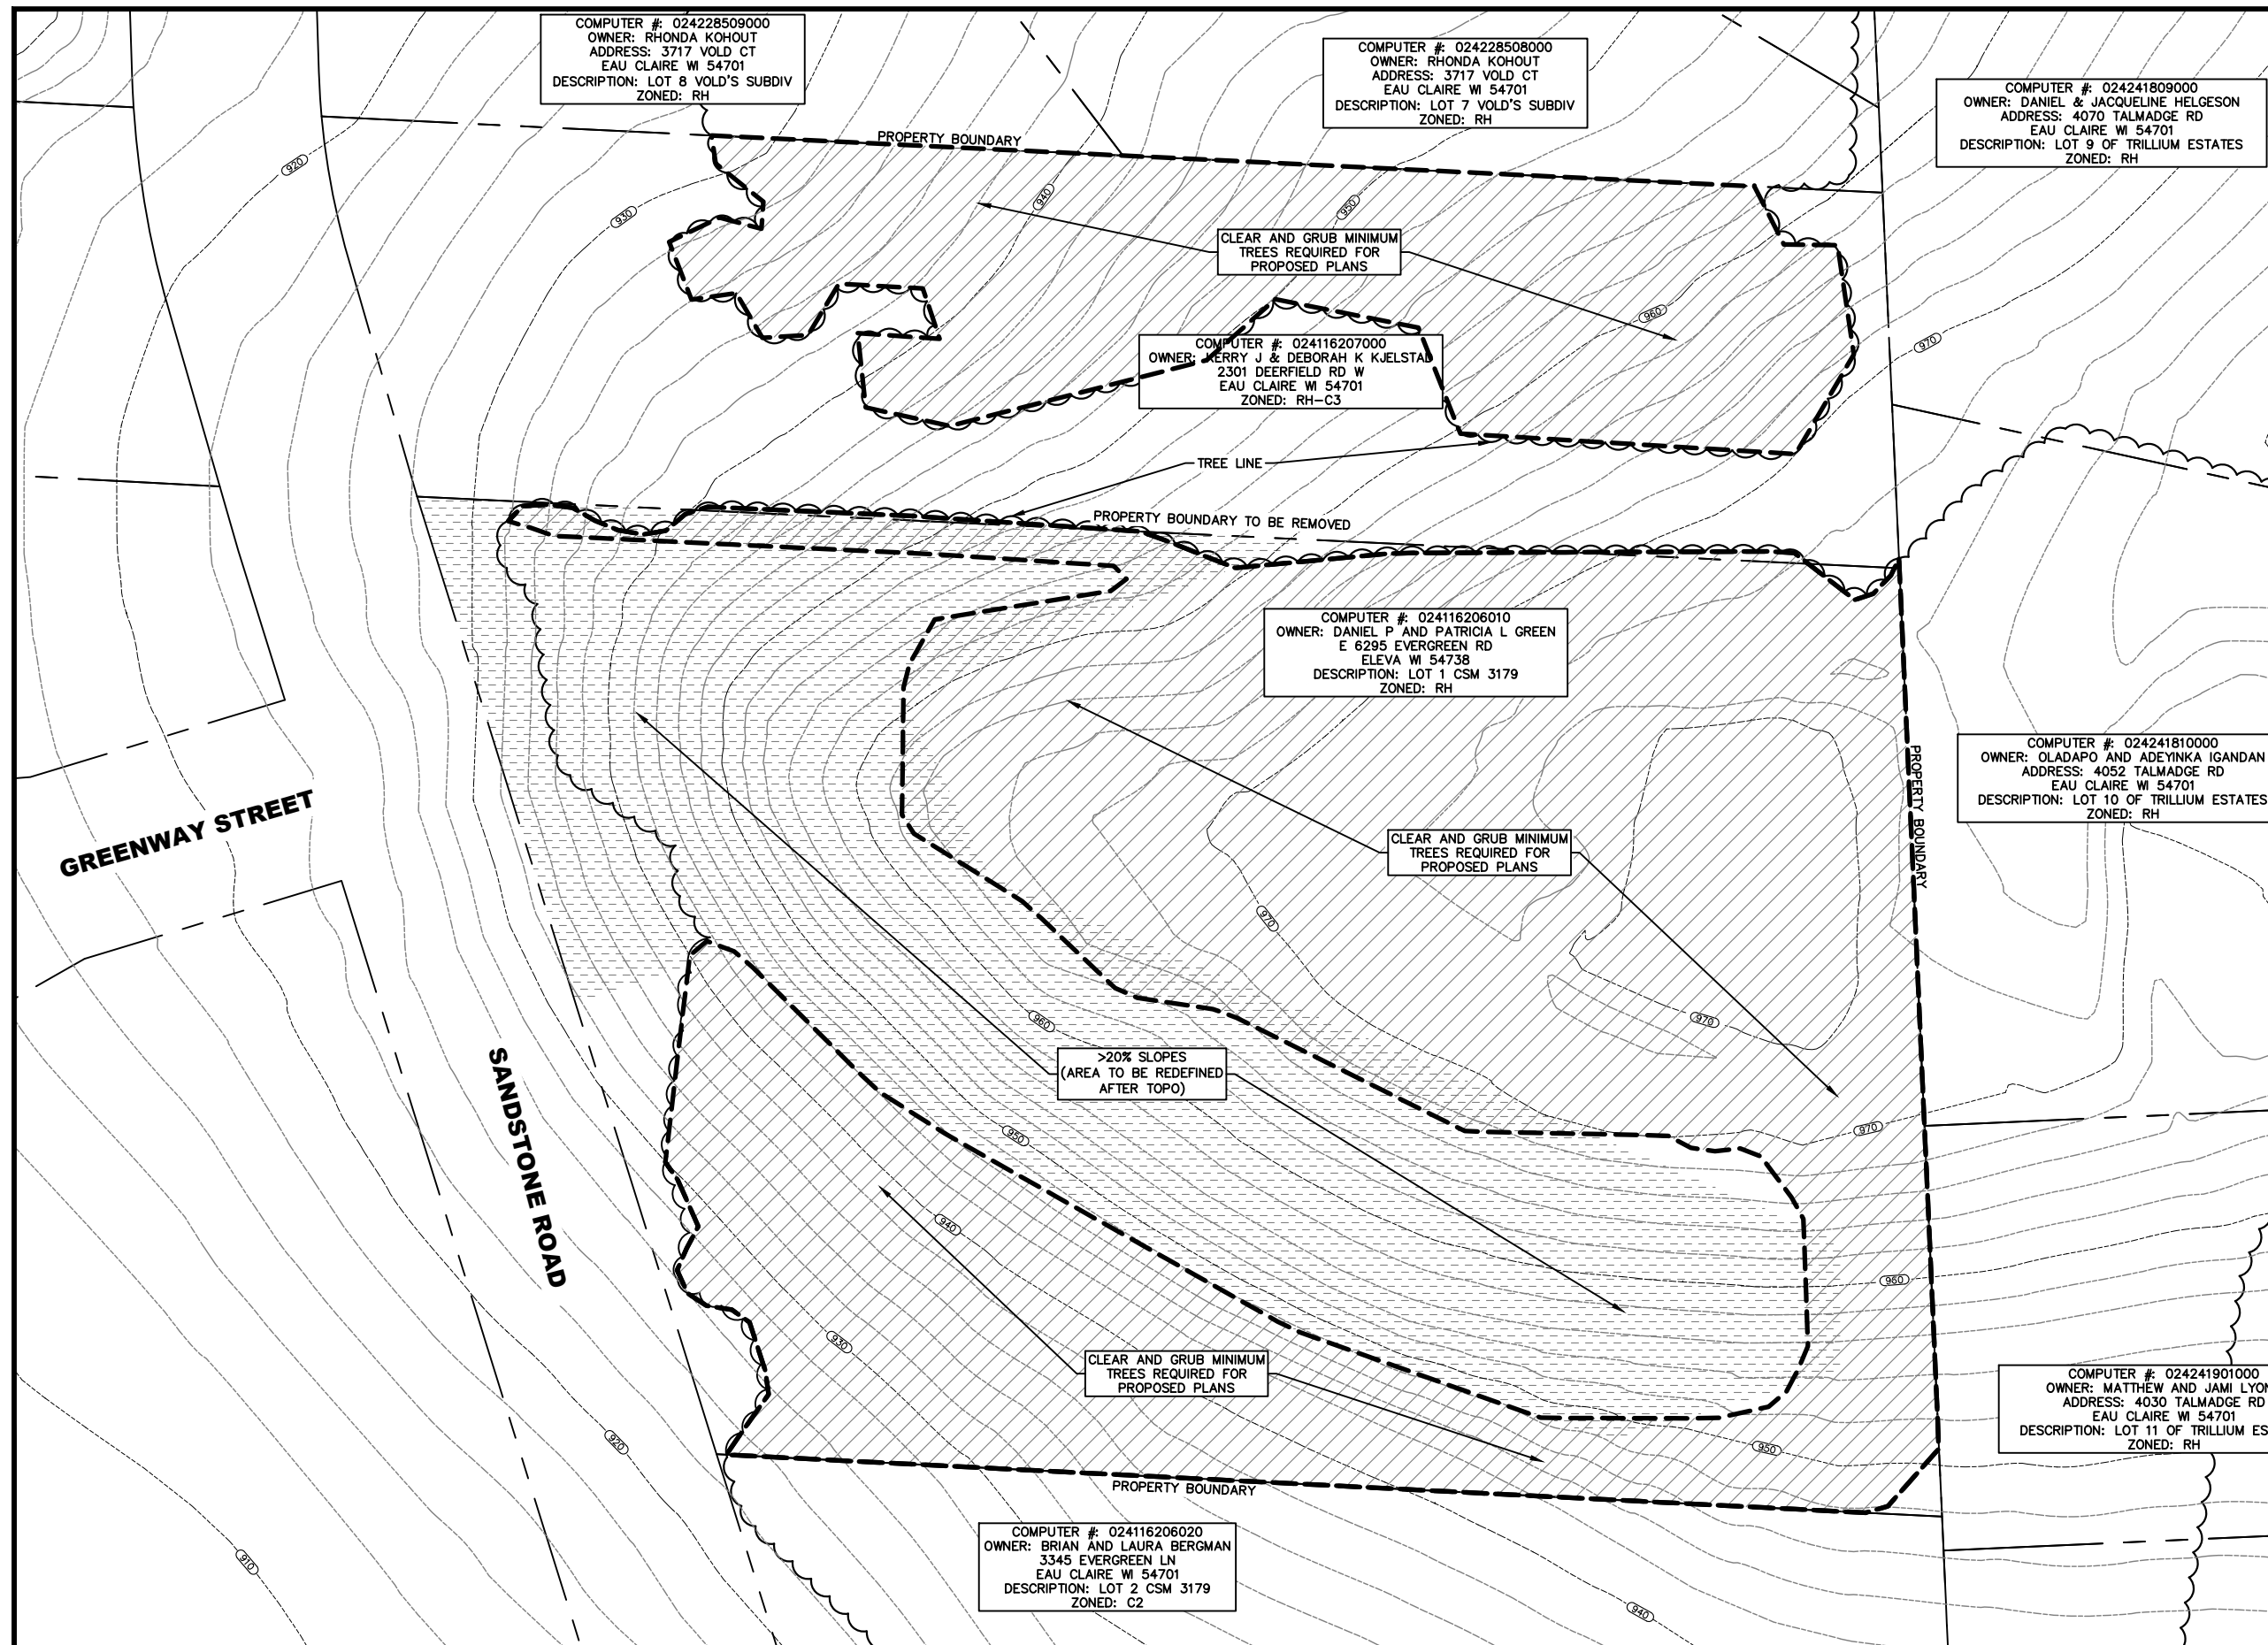 COMPUTER #: 024228509000
OWNER: RHONDA KOHOUT
ADDRESS: 3717 VOLD CT
EAU CLAIRE WI 54701
DESCRIPTION: LOT 8 VOLD'S SUBDIV
ZONED: RH
COMPUTER #: 024228508000
OWNER: RHONDA KOHOUT
ADDRESS: 3717 VOLD CT
EAU CLAIRE WI 54701
DESCRIPTION: LOT 7 VOLD'S SUBDIV
ZONED: RH
COMPUTER #: 024241809000
OWNER: DANIEL & JACQUELINE HELGESON
ADDRESS: 4070 TALMADGE RD
EAU CLAIRE WI 54701
DESCRIPTION: LOT 9 OF TRILLIUM ESTATES
ZONED: RH
PROPERTY BOUNDARY
920
930
940
950
CLEAR AND GRUB MINIMUM
TREES REQUIRED FOR
PROPOSED PLANS
960
970
COMPUTER #: 024116207000
OWNER: KERRY J & DEBORAH K KJELSTAD
2301 DEERFIELD RD W
EAU CLAIRE WI 54701
ZONED: RH-C3
TREE LINE
PROPERTY BOUNDARY TO BE REMOVED
COMPUTER #: 024116206010
OWNER: DANIEL P AND PATRICIA L GREEN
E 6295 EVERGREEN RD
ELEVA WI 54738
DESCRIPTION: LOT 1 CSM 3179
ZONED: RH
PROPERTY BOUNDARY
COMPUTER #: 024241810000
OWNER: OLADAPO AND ADEYINKA IGANDAN
ADDRESS: 4052 TALMADGE RD
EAU CLAIRE WI 54701
DESCRIPTION: LOT 10 OF TRILLIUM ESTATES
ZONED: RH
GREENWAY STREET
CLEAR AND GRUB MINIMUM
TREES REQUIRED FOR
PROPOSED PLANS
970
970
960
>20% SLOPES
(AREA TO BE REDEFINED
AFTER TOPO)
SANDSTONE ROAD
950
970
940
960
930
CLEAR AND GRUB MINIMUM
TREES REQUIRED FOR
PROPOSED PLANS
COMPUTER #: 024241901000
OWNER: MATTHEW AND JAMI LYON
ADDRESS: 4030 TALMADGE RD
EAU CLAIRE WI 54701
DESCRIPTION: LOT 11 OF TRILLIUM ES
ZONED: RH
920
950
PROPERTY BOUNDARY
COMPUTER #: 024116206020
OWNER: BRIAN AND LAURA BERGMAN
3345 EVERGREEN LN
EAU CLAIRE WI 54701
DESCRIPTION: LOT 2 CSM 3179
ZONED: C2
910
940